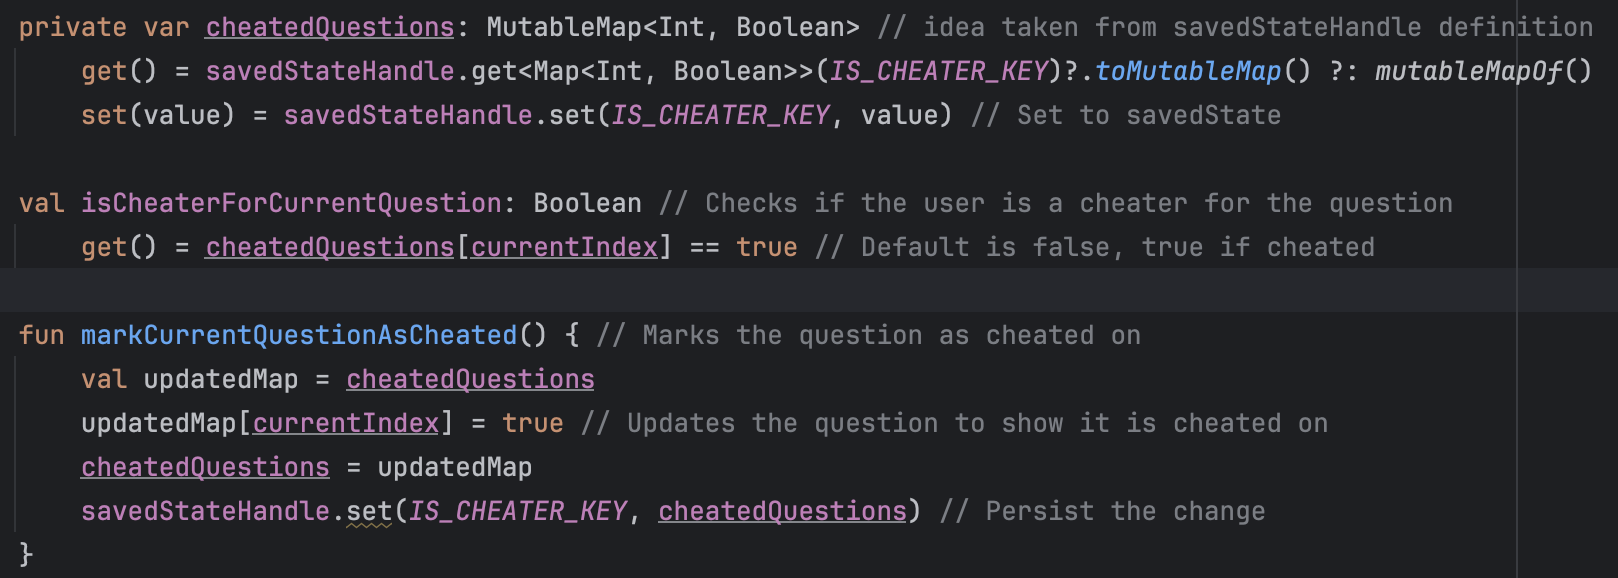 private var cheatedQuestions: MutableMap<Int, Boolean> // idea taken from savedStateHandle definition
    get() = savedStateHandle.get<Map<Int, Boolean>>(IS_CHEATER_KEY)?.toMutableMap() ?: mutableMapOf()
    set(value) = savedStateHandle.set(IS_CHEATER_KEY, value) // Set to savedState

val isCheaterForCurrentQuestion: Boolean // Checks if the user is a cheater for the question
    get() = cheatedQuestions[currentIndex] == true // Default is false, true if cheated

fun markCurrentQuestionAsCheated() { // Marks the question as cheated on
    val updatedMap = cheatedQuestions
    updatedMap[currentIndex] = true // Updates the question to show it is cheated on
    cheatedQuestions = updatedMap
    savedStateHandle.set(IS_CHEATER_KEY, cheatedQuestions) // Persist the change
}